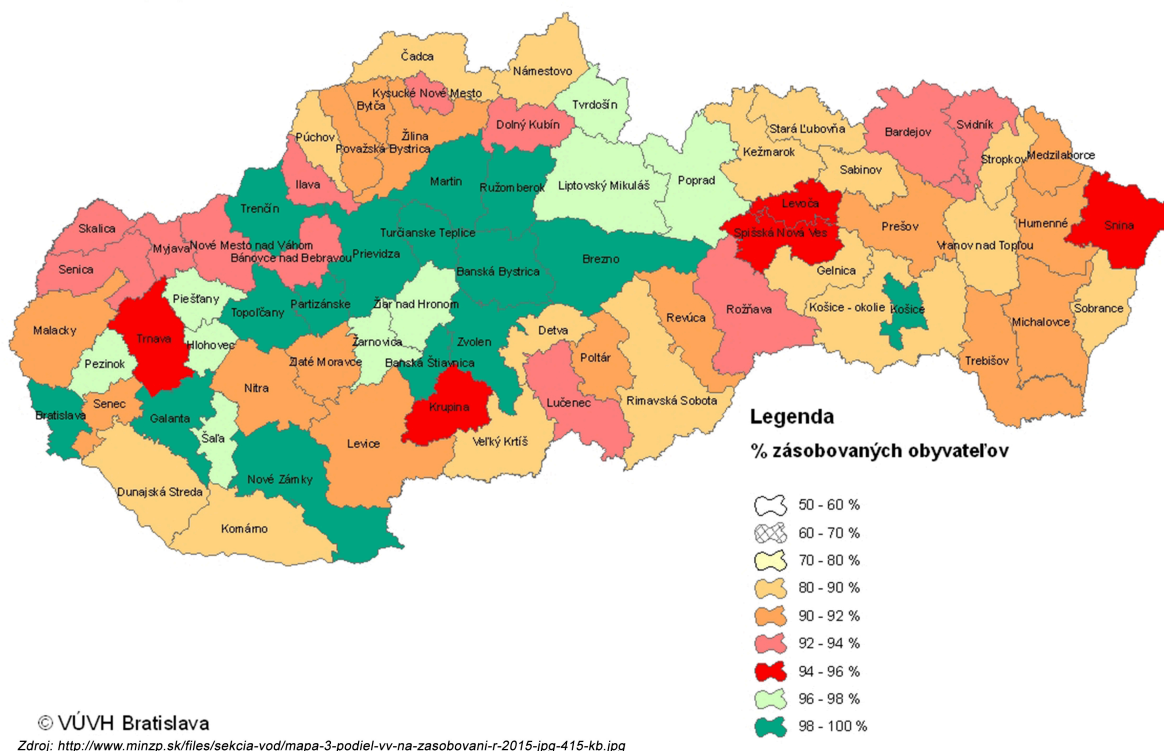 Čadca
Námestovo
Kysucké Nové Mesto
Tvrdošín
Bytča
Púchov
Žilina
Dolný Kubín
Považská Bystrica
Stará Ľubovňa
Bardejov
Svidník
Kežmarok
Stropkov
Medzilaborce
Sabinov
Ilava
Martin
Ružomberok
Liptovský Mikuláš
Poprad
Trenčín
Levoča
Skalica
Turčianske Teplice
Spišská Nová Ves
Prešov
Humenné
Snina
Myjava
Nové Mesto nad Váhom
Bánovce nad Bebravou
Prievidza
Vranov nad Topľou
Senica
Banská Bystrica
Brezno
Gelnica
Piešťany
Topoľčany
Partizánske
Žiar nad Hronom
Rožňava
Košice - okolie
Košice
Sobrance
Malacky
Trnava
Hlohovec
Žarnovica
Zvolen
Detva
Revúca
Michalovce
Pezinok
Zlaté Moravce
Banská Štiavnica
Poltár
Trebišov
Nitra
Bratislava
Senec
Galanta
Krupina
Lučenec
Rimavská Sobota
Šaľa
Levice
Veľký Krtíš
Nové Zámky
Dunajská Streda
Komárno
Legenda
% zásobovaných obyvateľov
50 - 60 %
60 - 70 %
70 - 80 %
80 - 90 %
90 - 92 %
92 - 94 %
94 - 96 %
96 - 98 %
98 - 100 %
© VÚVH Bratislava
Zdroj: http://www.minzp.sk/files/sekcia-vod/mapa-3-podiel-vv-na-zasobovani-r-2015-jpg-415-kb.jpg